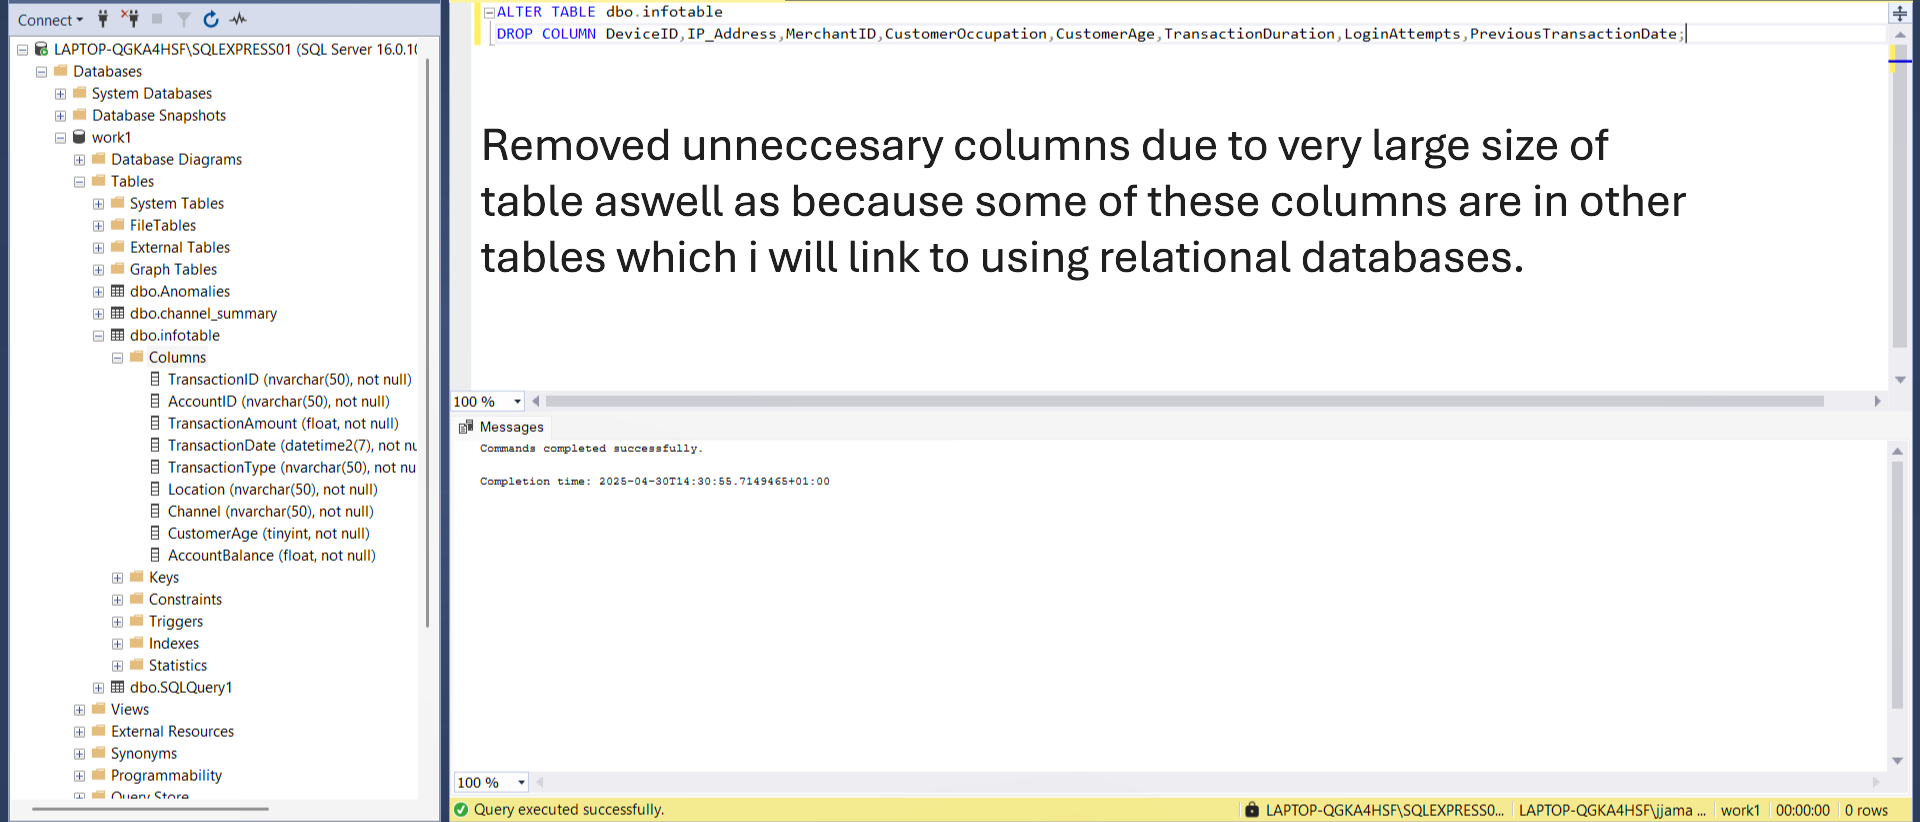 Connect
LAPTOP-QGKA4HSF\SQLEXPRESS01 (SQL Server 16.0.10
Databases
System Databases
Database Snapshots
work1
Database Diagrams
Tables
System Tables
FileTables
External Tables
Graph Tables
dbo.Anomalies
dbo.channel_summary
dbo.infotable
Columns
TransactionID (nvarchar(50), not null)
AccountID (nvarchar(50), not null)
TransactionAmount (float, not null)
TransactionDate (datetime2(7), not nu
TransactionType (nvarchar(50), not nu
Location (nvarchar(50), not null)
Channel (nvarchar(50), not null)
CustomerAge (tinyint, not null)
AccountBalance (float, not null)
Keys
Constraints
Triggers
Indexes
Statistics
dbo.SQLQuery1
Views
External Resources
Synonyms
Programmability
Query Store
ALTER TABLE dbo.infotable
DROP COLUMN DeviceID,IP_Address,MerchantID,CustomerOccupation,CustomerAge,TransactionDuration,LoginAttempts,PreviousTransactionDate;
Removed unneccesary columns due to very large size of
table aswell as because some of these columns are in other
tables which i will link to using relational databases.
100 %
Messages
Commands completed successfully.
Completion time: 2025-04-30T14:30:55.7149465+01:00
100 %
Query executed successfully.
LAPTOP-QGKA4HSF\SQLEXPRESS0... LAPTOP-QGKA4HSF\jjama ... work1 00:00:00 0 rows